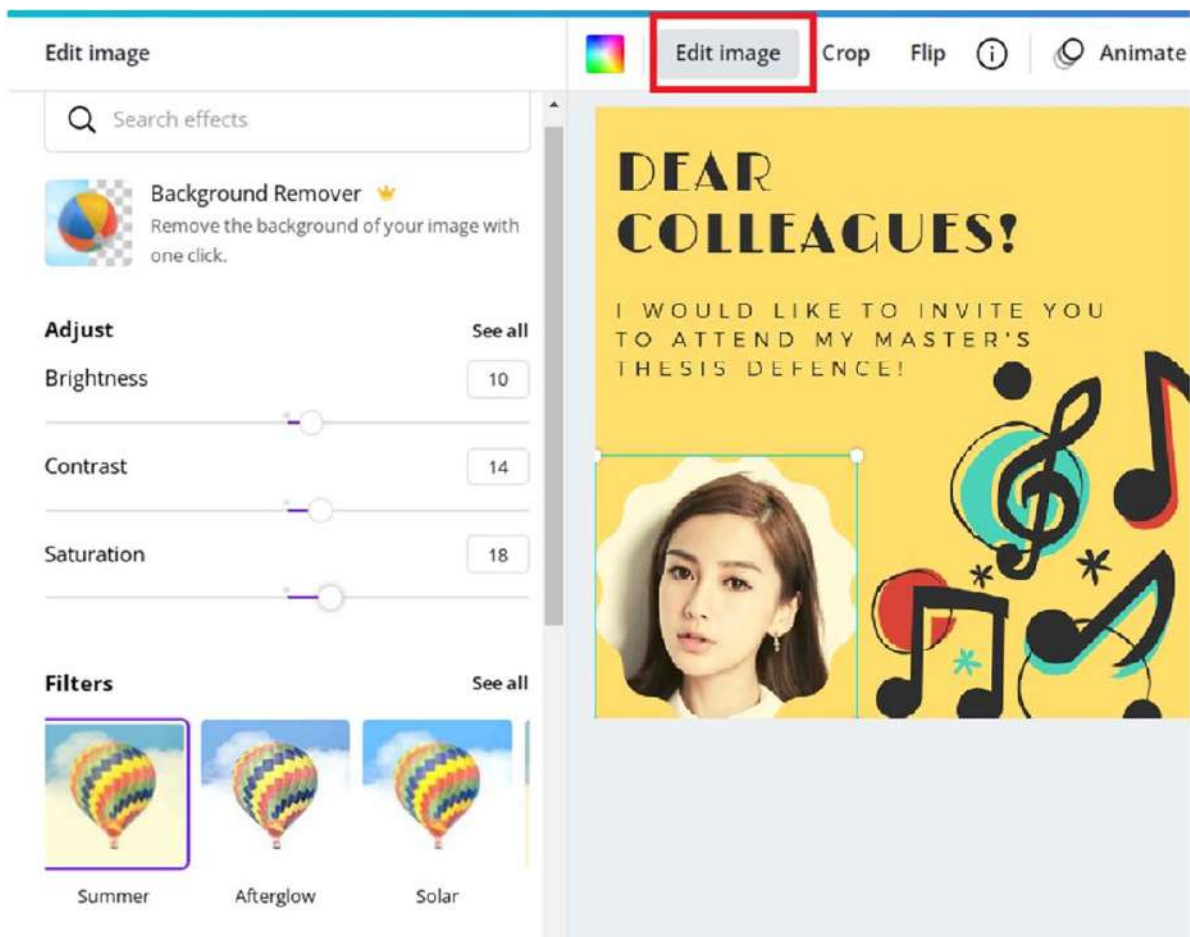 Edit image
Search effects
Background Remover
Remove the background of your image with
one click.
Adjust See all
Brightness 10
Contrast 14
Saturation 18
Filters See all
Summer Afterglow Solar
Edit image Crop Flip Animate
DEAR
COLLEAGUES!
I WOULD LIKE TO INVITE YOU
TO ATTEND MY MASTER'S
THESIS DEFENCE!